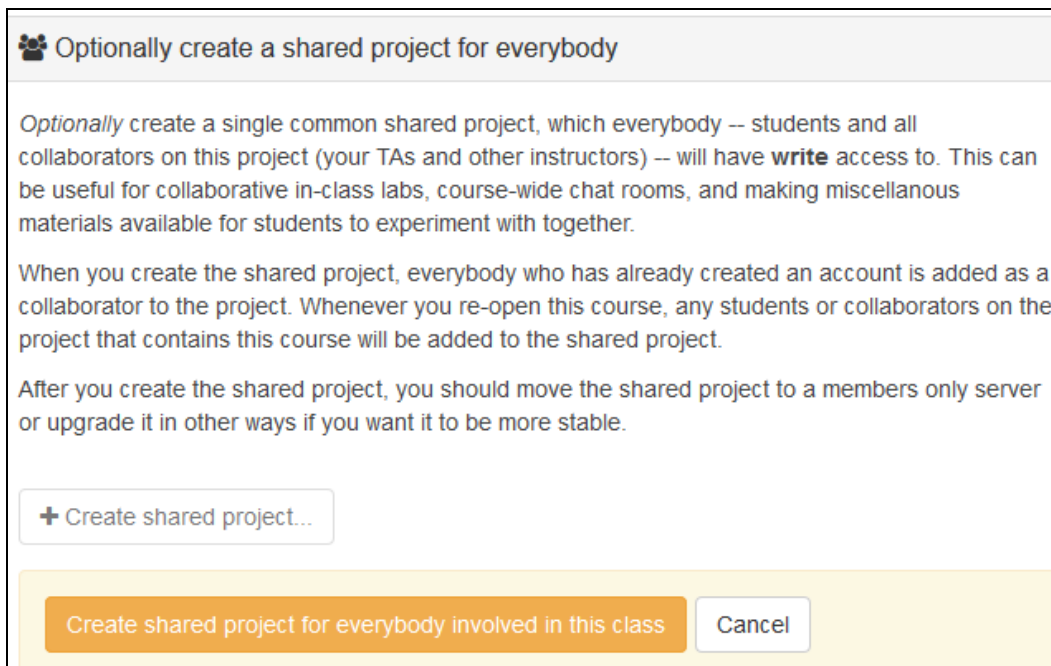 Optionally create a shared project for everybody
Optionally create a single common shared project, which everybody -- students and all
collaborators on this project (your TAs and other instructors) -- will have write access to. This can
be useful for collaborative in-class labs, course-wide chat rooms, and making miscellanous
materials available for students to experiment with together.
When you create the shared project, everybody who has already created an account is added as a
collaborator to the project. Whenever you re-open this course, any students or collaborators on the
project that contains this course will be added to the shared project.
After you create the shared project, you should move the shared project to a members only server
or upgrade it in other ways if you want it to be more stable.
+ Create shared project...
Create shared project for everybody involved in this class Cancel